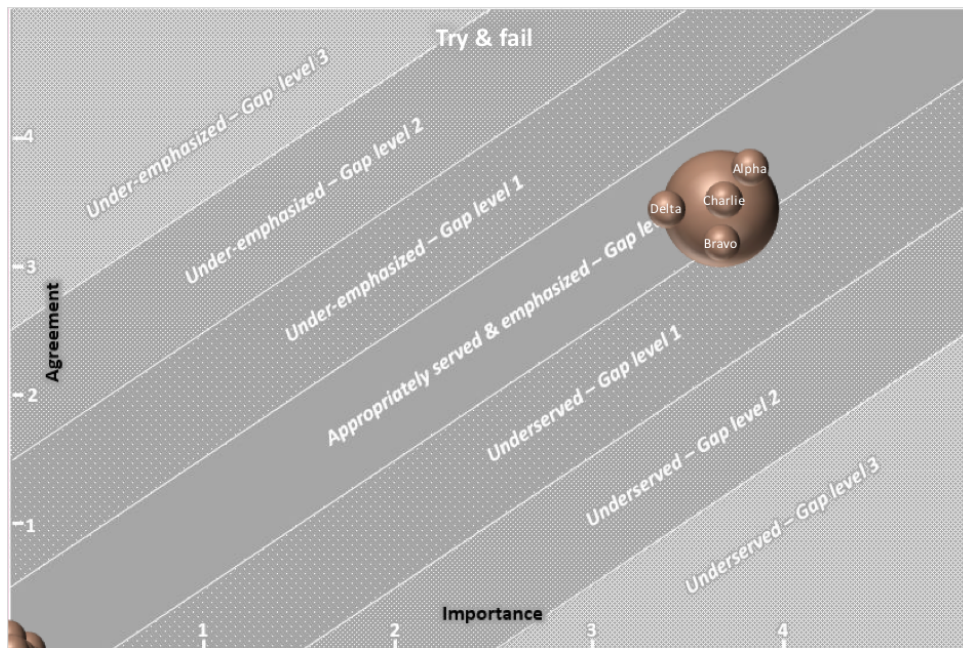 Try & fail
Under-emphasized – Gap level 3
Under-emphasized – Gap level 2
Under-emphasized – Gap level 1
Appropriately served & emphasized – Gap
Underserved – Gap level 1
Underserved – Gap level 2
Underserved – Gap level 3
Alpha
Charlie
Delta
Bravo
4
3
2
1
Agreement
Importance
1
2
3
4